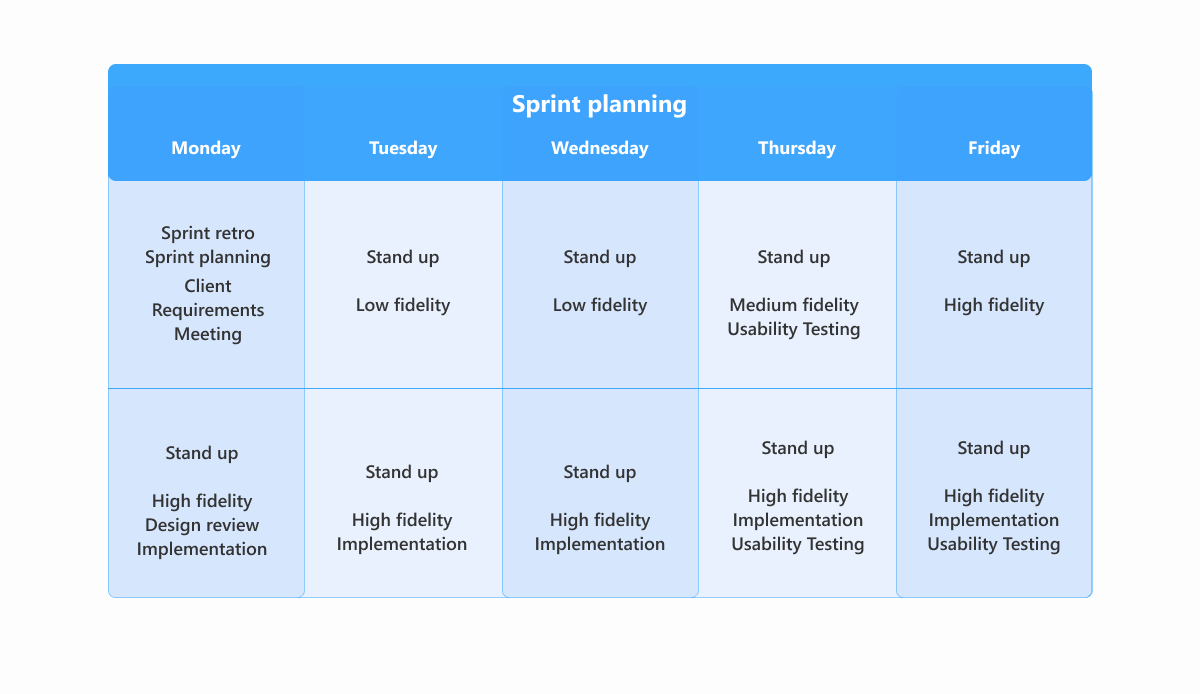 Sprint planning
Monday
Tuesday
Wednesday
Thursday
Friday
Sprint retro
Sprint planning
Client
Requirements
Meeting
Stand up
Low fidelity
Stand up
Low fidelity
Stand up
Medium fidelity
Usability Testing
Stand up
High fidelity
Stand up
High fidelity
Design review
Implementation
Stand up
High fidelity
Implementation
Stand up
High fidelity
Implementation
Stand up
High fidelity
Implementation
Usability Testing
Stand up
High fidelity
Implementation
Usability Testing